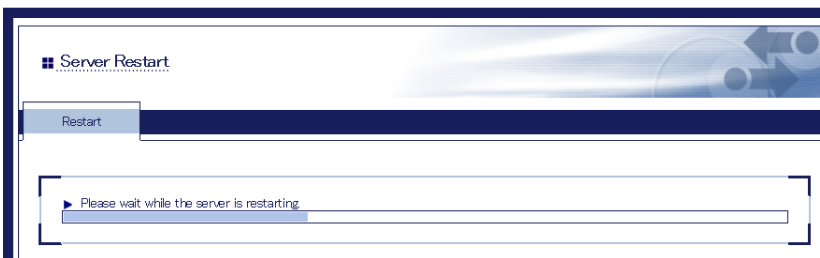 Server Restart
Restart
Please wait while the server is restarting.